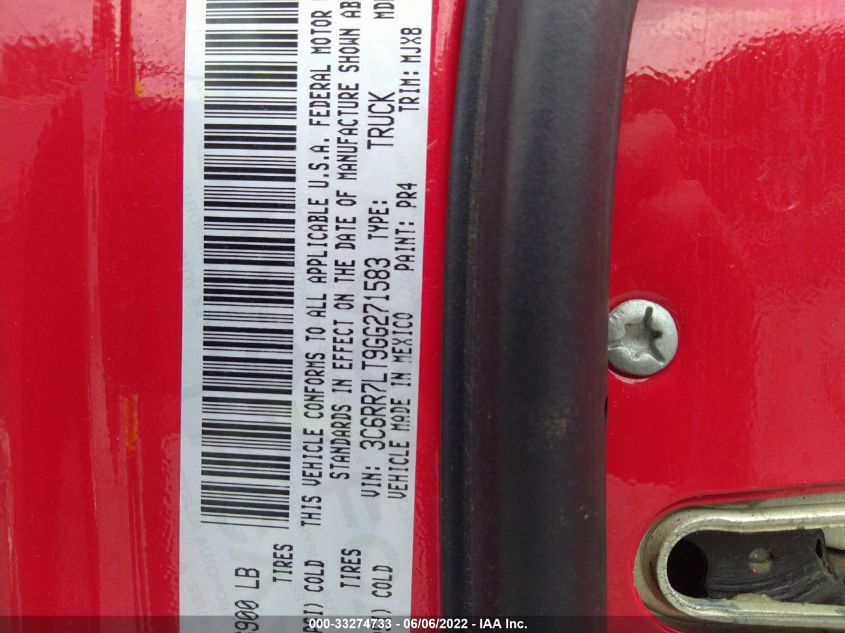 900 LB
TIRES
COLD
THIS VEHICLE CONFORMS TO ALL APPLICABLE U.S.A. FEDERAL MOTOR
STANDARDS IN EFFECT ON THE DATE OF MANUFACTURE SHOWN AB
TIRES
VIN: 3C6RR7LT9GG271583 TYPE: TRUCK
COLD
VEHICLE MADE IN MEXICO PAINT: PR4 TRIM: MJX8
000-33274733 - 06/06/2022 - IAA Inc.